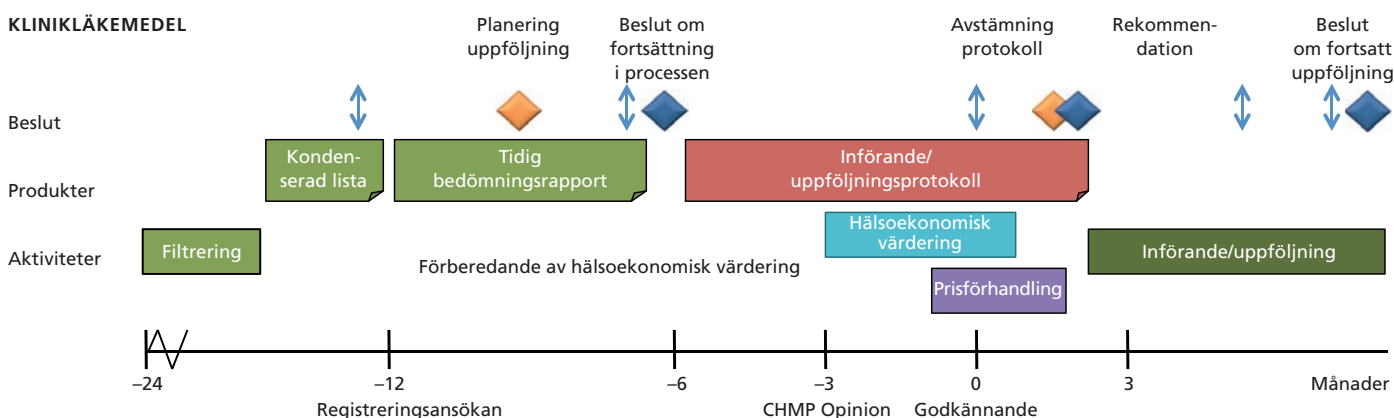 KLINIKLÄKEMEDEL
Planering
uppföljning
Beslut om
fortsättning
i processen
Avstämning
protokoll
Rekommen-
dation
Beslut
om fortsatt
uppföljning
Beslut
Produkter
Konden-
serad lista
Tidig
bedömningsrapport
Införande/
uppföljningsprotokoll
Aktiviteter
Filtrering
Förberedande av hälsoekonomisk värdering
Hälsoekonomisk
värdering
Prisförhandling
Införande/uppföljning
–24
–12
–6
–3
0
3
Månader
Registreringsansökan
CHMP Opinion
Godkännande